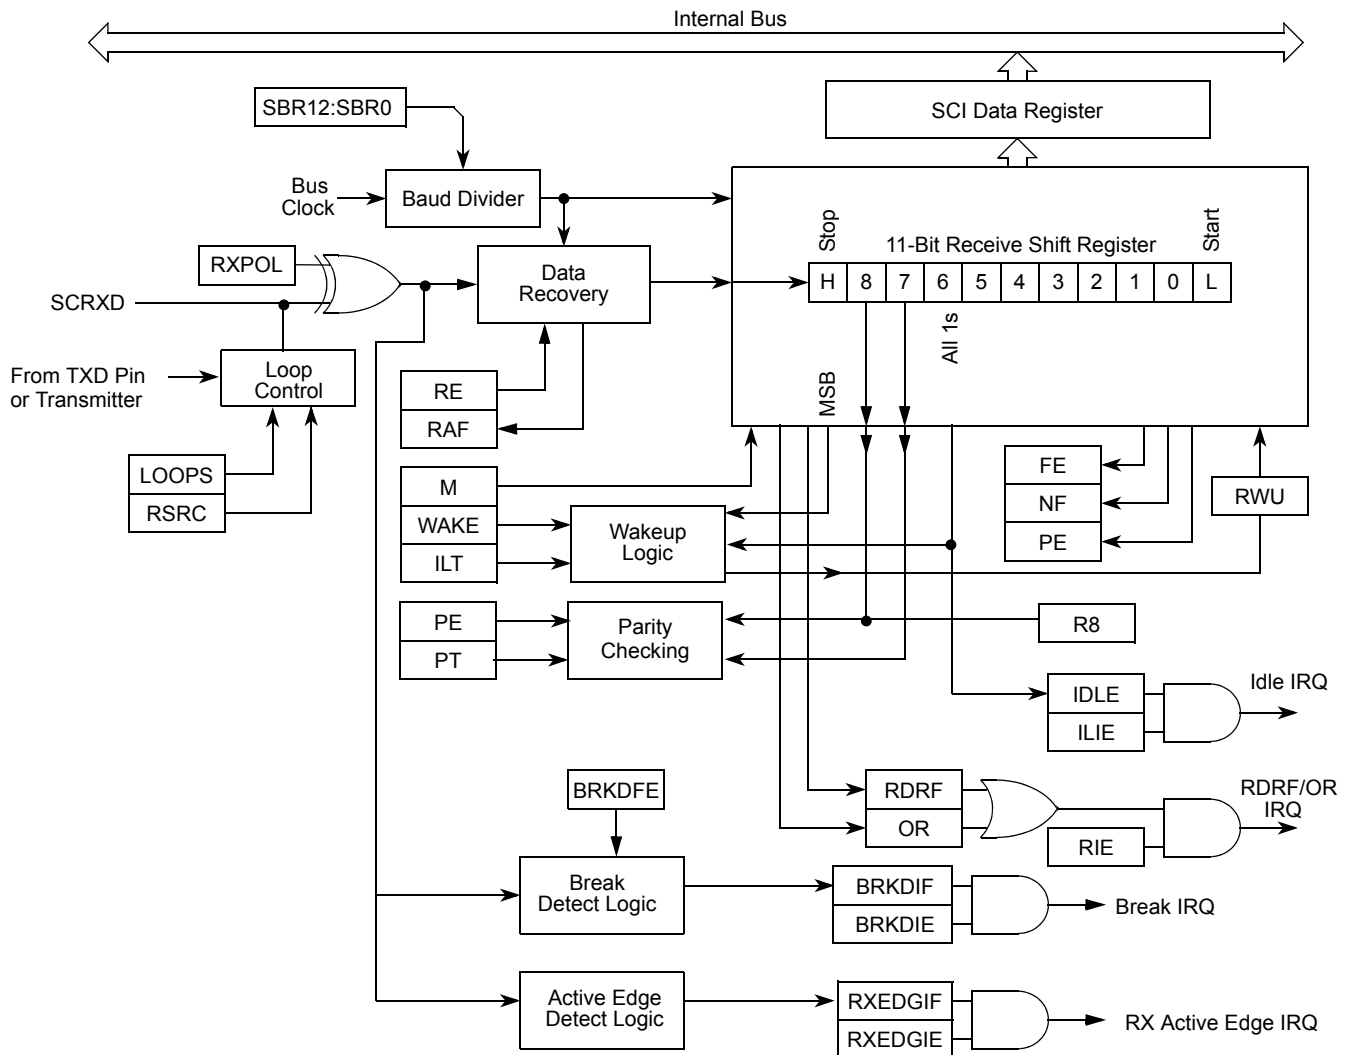 Internal Bus
SBR12:SBR0
SCI Data Register
Bus
Clock
Baud Divider
RXPOL
SCRXD
Data
Recovery
Stop
11-Bit Receive Shift Register
Start
H 8 7 6 5 4 3 2 1 0 L
All 1s
MSB
From TXD Pin
or Transmitter
Loop
Control
RE
RAF
LOOPS
RSRC
M
WAKE
ILT
Wakeup
Logic
FE
NF
PE
RWU
PE
PT
Parity
Checking
R8
IDLE
ILIE
Idle IRQ
BRKDFE
RDRF
OR
RIE
RDRF/OR
IRQ
Break
Detect Logic
BRKDIF
BRKDIE
Break IRQ
Active Edge
Detect Logic
RXEDGIF
RXEDGIE
RX Active Edge IRQ